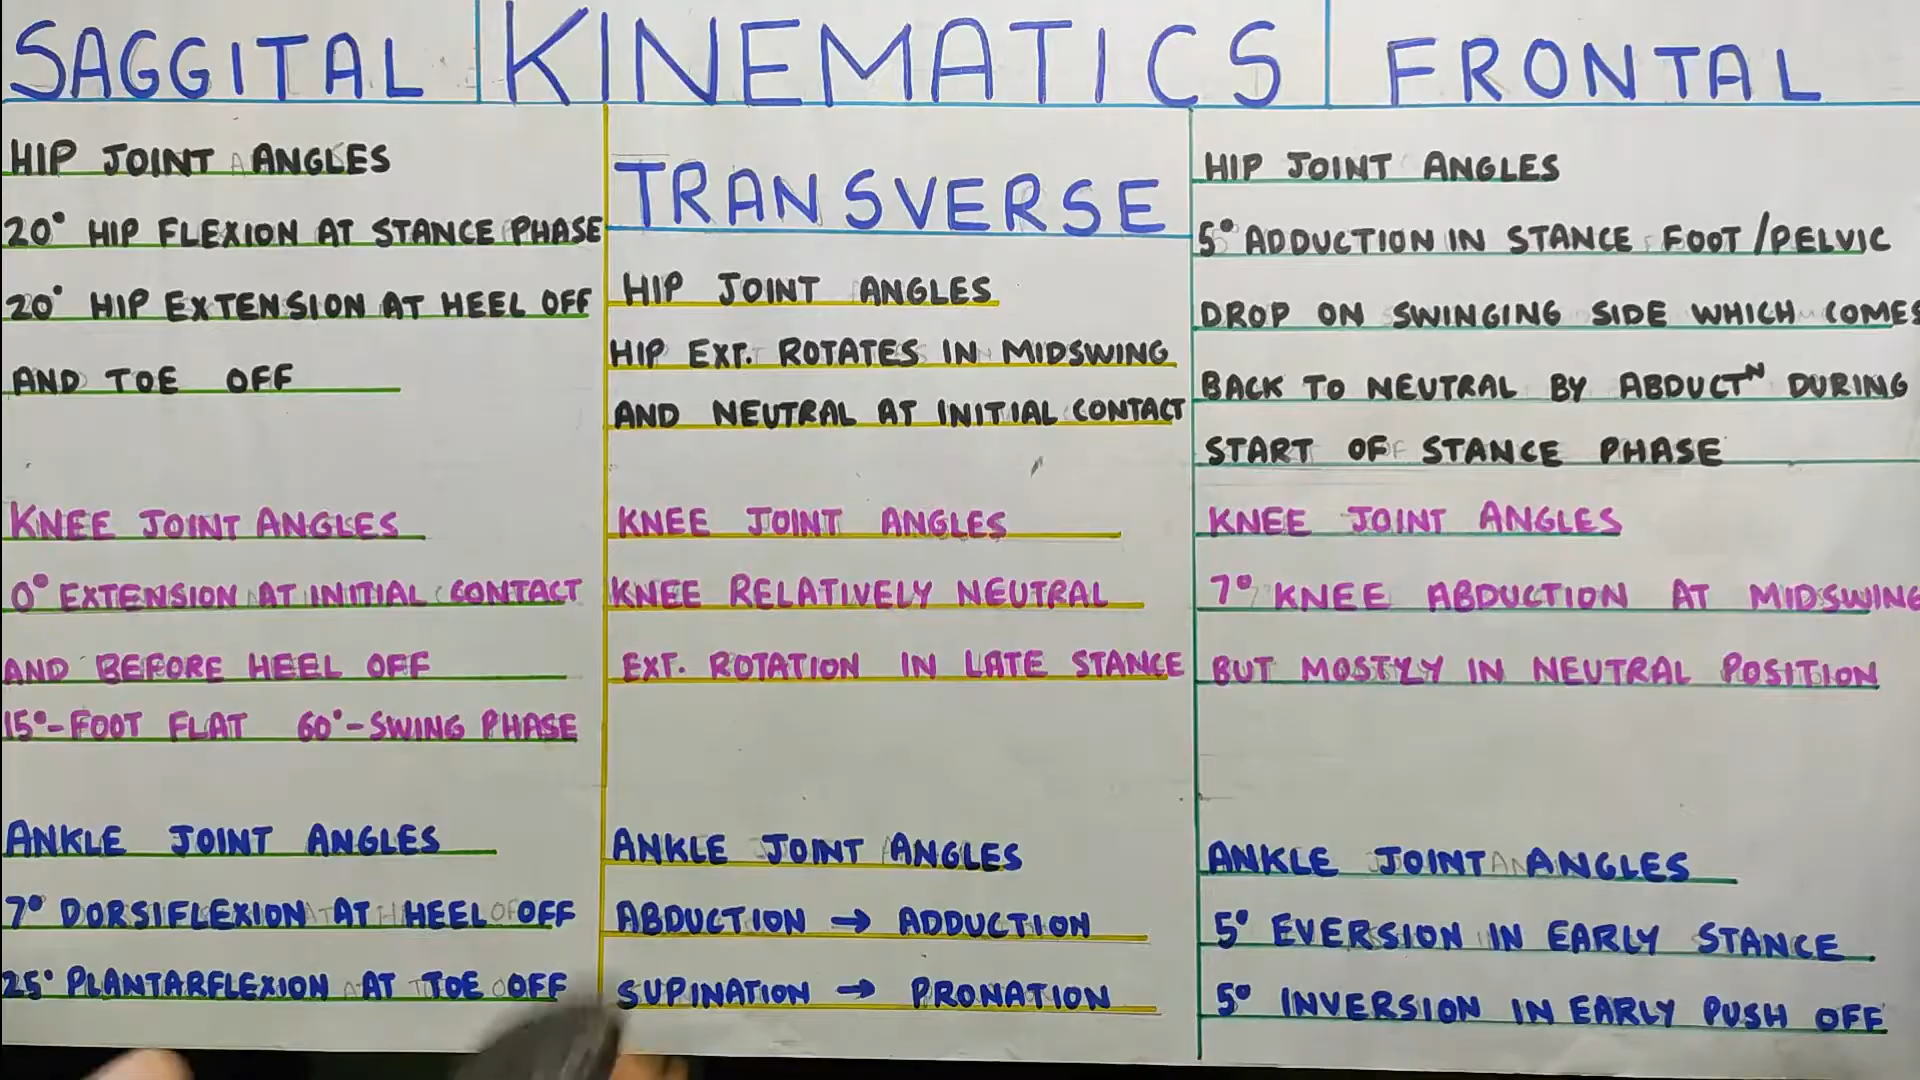 SAGGITAL KINEMATICS FRONTAL
HIP JOINT ANGLES
20° HIP FLEXION AT STANCE PHASE
20° HIP EXTENSION AT HEEL OFF
AND TOE OFF
KNEE JOINT ANGLES
0° EXTENSION AT INITIAL CONTACT
AND BEFORE HEEL OFF
15°-FOOT FLAT 60°-SWING PHASE
ANKLE JOINT ANGLES
7° DORSIFLEXION AT HEEL OFF
25° PLANTARFLEXION AT TOE OFF
TRANSVERSE
HIP JOINT ANGLES
HIP EXT. ROTATES IN MIDSWING
AND NEUTRAL AT INITIAL CONTACT
KNEE JOINT ANGLES
KNEE RELATIVELY NEUTRAL
EXT. ROTATION IN LATE STANCE
ANKLE JOINT ANGLES
ABDUCTION → ADDUCTION
SUPINATION → PRONATION
HIP JOINT ANGLES
5° ADDUCTION IN STANCE FOOT/PELVIC
DROP ON SWINGING SIDE WHICH COMES
BACK TO NEUTRAL BY ABDUCTᴺ DURING
START OF STANCE PHASE
KNEE JOINT ANGLES
7° KNEE ABDUCTION AT MIDSWING
BUT MOSTLY IN NEUTRAL POSITION
ANKLE JOINT ANGLES
5° EVERSION IN EARLY STANCE.
5° INVERSION IN EARLY PUSH OFF